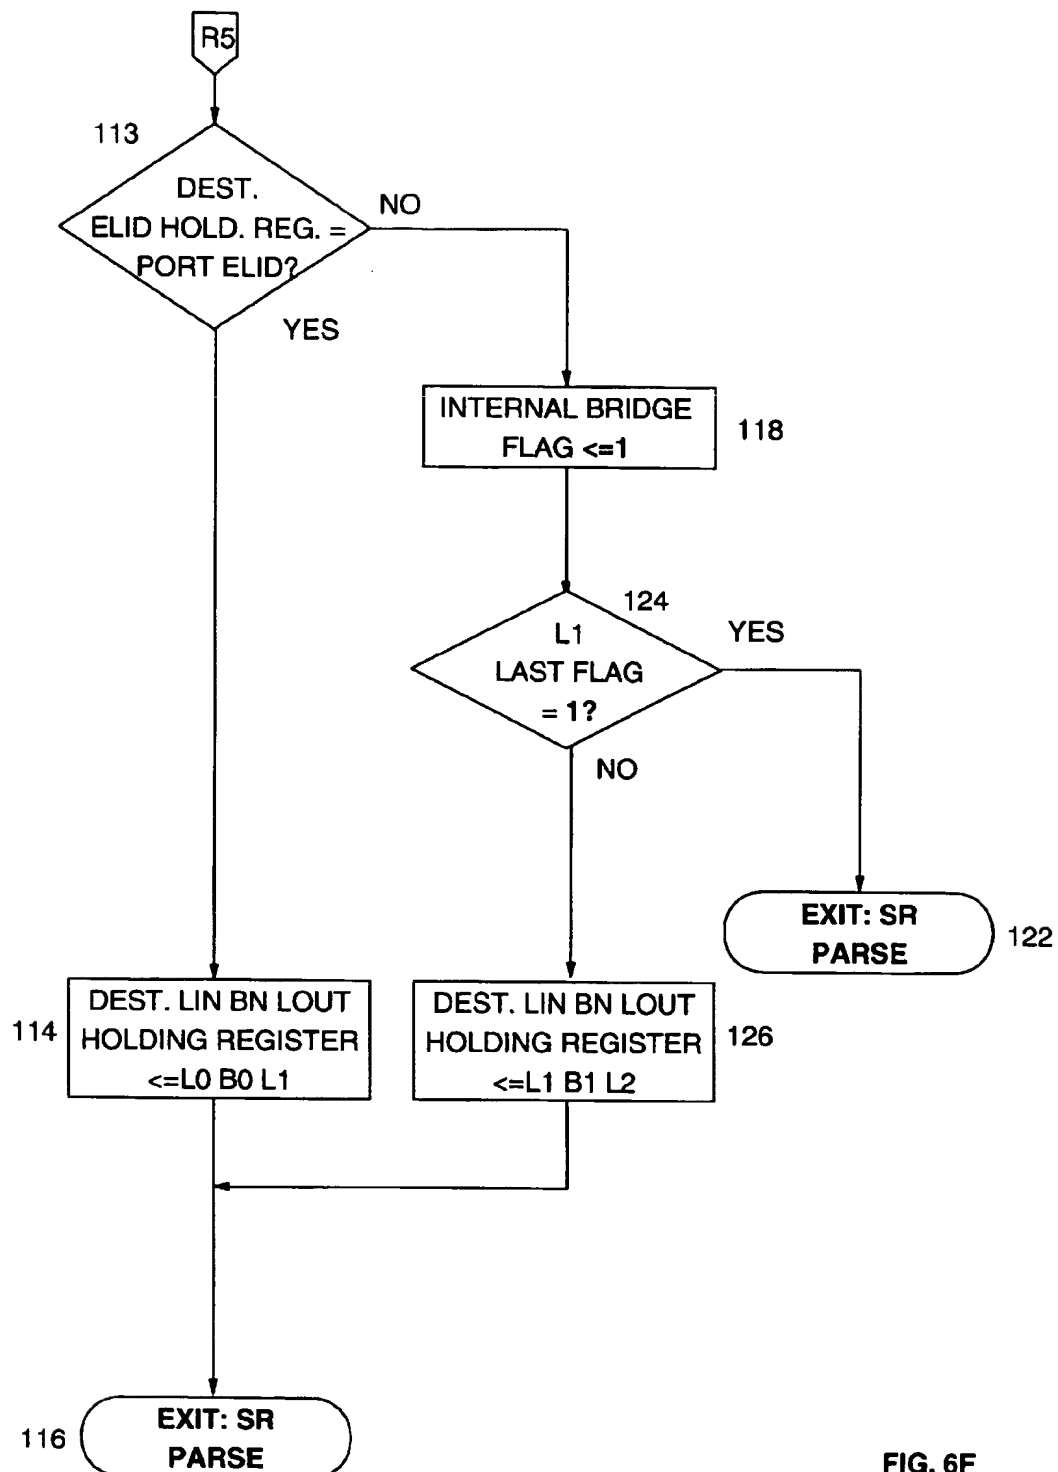 R5
113
DEST.
ELID HOLD. REG. =
PORT ELID?
NO
YES
INTERNAL BRIDGE
FLAG <=1
118
124
L1
LAST FLAG
= 1?
YES
NO
EXIT: SR
PARSE
122
114
DEST. LIN BN LOUT
HOLDING REGISTER
<=L0 B0 L1
DEST. LIN BN LOUT
HOLDING REGISTER
<=L1 B1 L2
126
116
EXIT: SR
PARSE
FIG. 6F